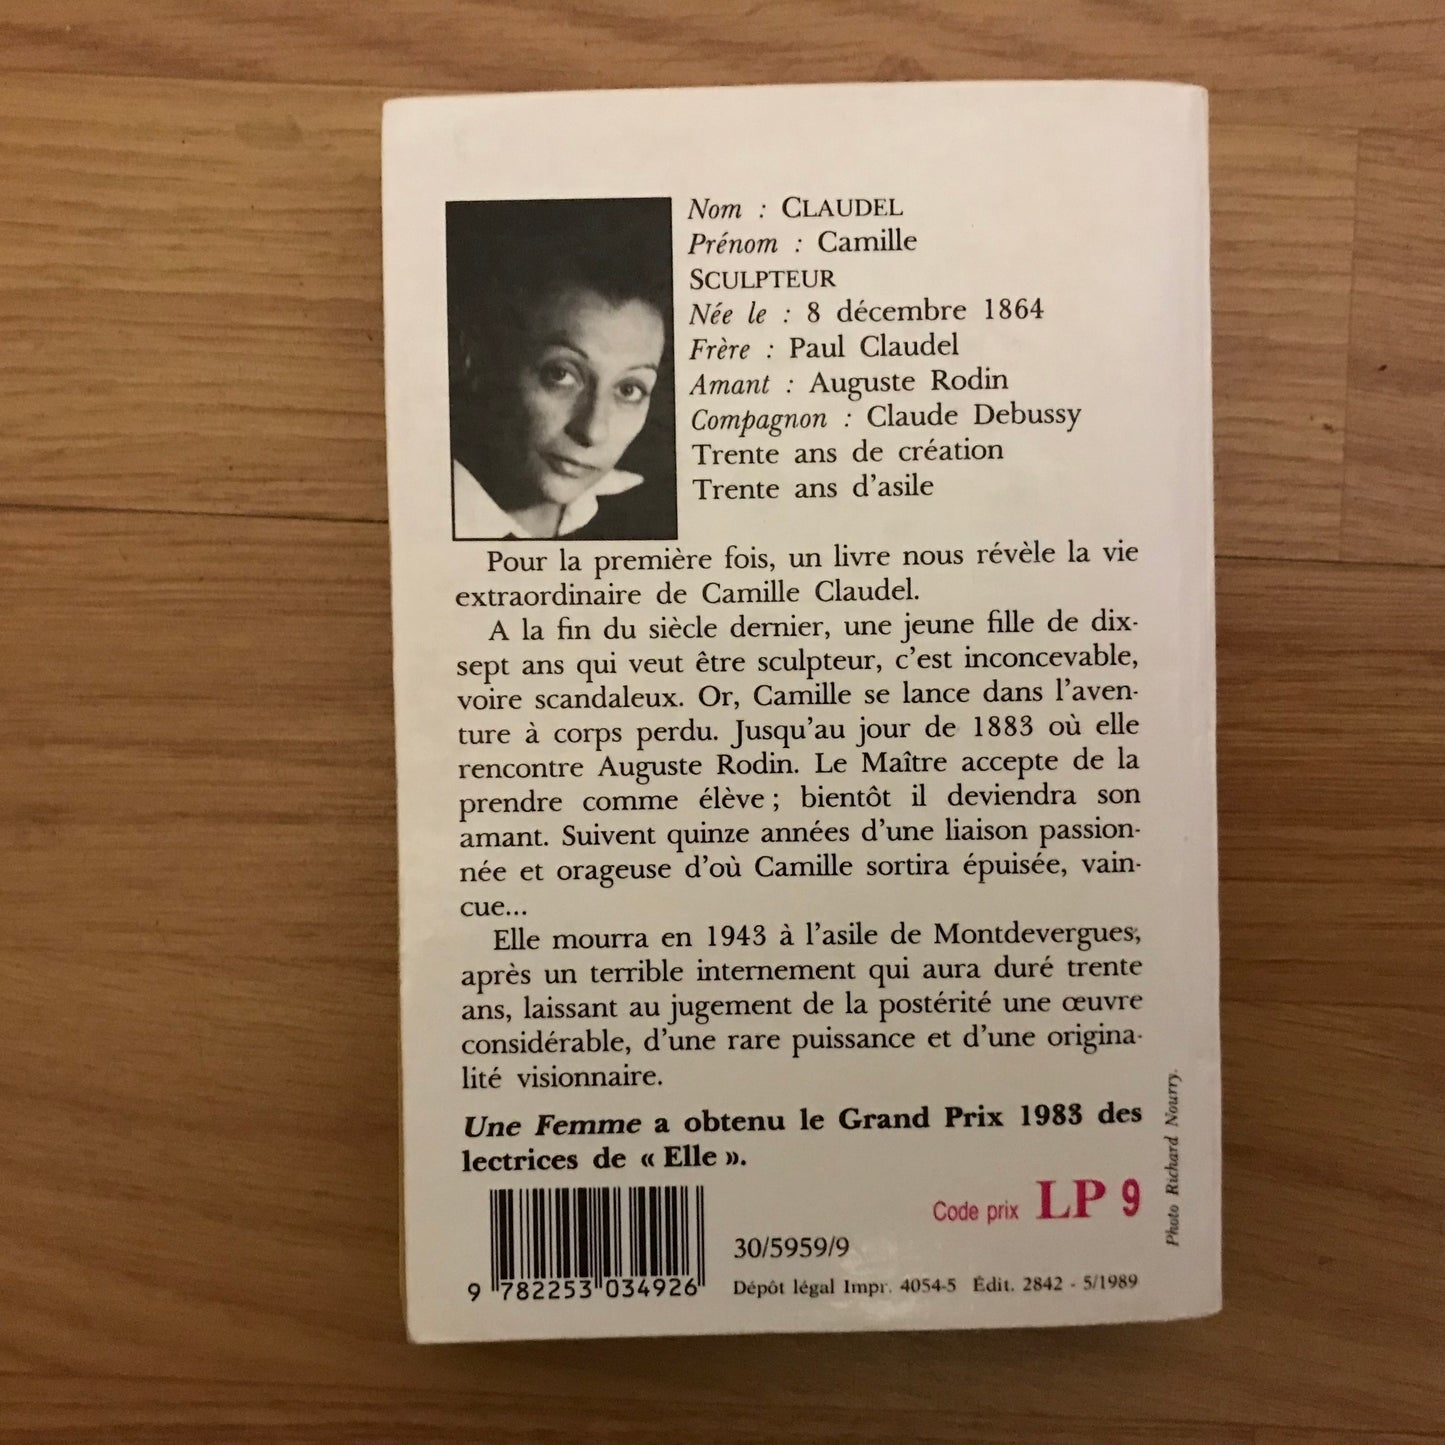 Nom : CLAUDEL
Prénom : Camille
SCULPTEUR
Née le : 8 décembre 1864
Frère : Paul Claudel
Amant : Auguste Rodin
Compagnon : Claude Debussy
Trente ans de création
Trente ans d'asile
Pour la première fois, un livre nous révèle la vie
extraordinaire de Camille Claudel.
A la fin du siècle dernier, une jeune fille de dix-
sept ans qui veut être sculpteur, c'est inconcevable,
voire scandaleux. Or, Camille se lance dans l'aven-
ture à corps perdu. Jusqu'au jour de 1883 où elle
rencontre Auguste Rodin. Le Maître accepte de la
prendre comme élève ; bientôt il deviendra son
amant. Suivent quinze années d'une liaison passion-
née et orageuse d'où Camille sortira épuisée, vain-
cue...
Elle mourra en 1943 à l'asile de Montdevergues,
après un terrible internement qui aura duré trente
ans, laissant au jugement de la postérité une œuvre
considérable, d'une rare puissance et d'une origina-
lité visionnaire.
Une Femme a obtenu le Grand Prix 1983 des
lectrices de « Elle ».
Code prix LP 9
30/5959/9
9 782253 034926
Dépôt légal Impr. 4054-5 Édit. 2842 - 5/1989
Photo Richard Nourry.